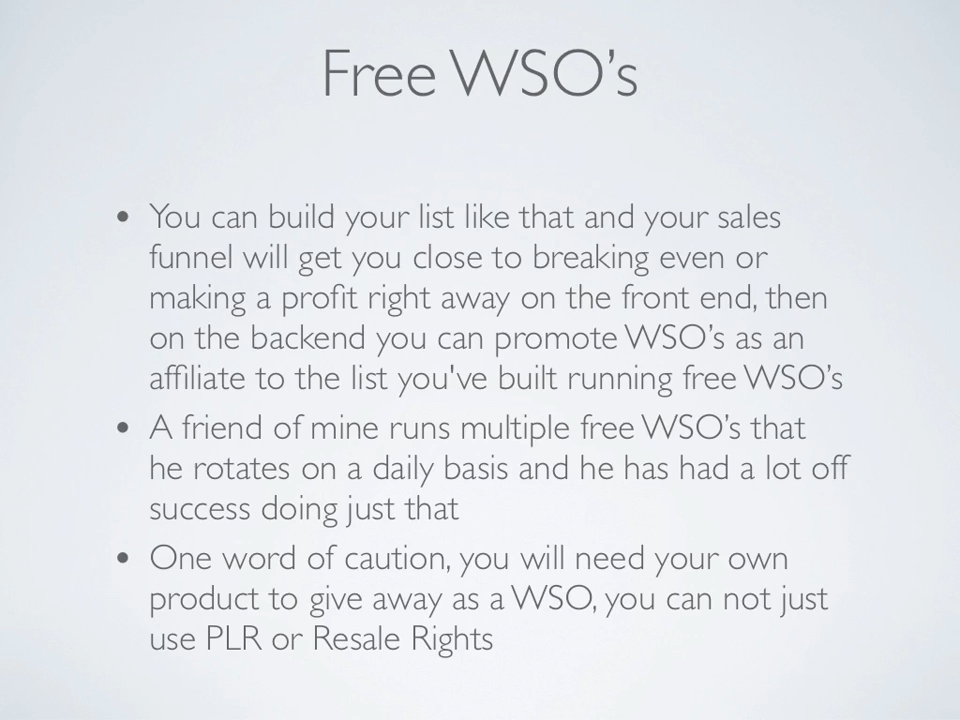 Free WSO’s
• You can build your list like that and your sales
funnel will get you close to breaking even or
making a profit right away on the front end, then
on the backend you can promote WSO’s as an
affiliate to the list you've built running free WSO’s
• A friend of mine runs multiple free WSO’s that
he rotates on a daily basis and he has had a lot off
success doing just that
• One word of caution, you will need your own
product to give away as a WSO, you can not just
use PLR or Resale Rights